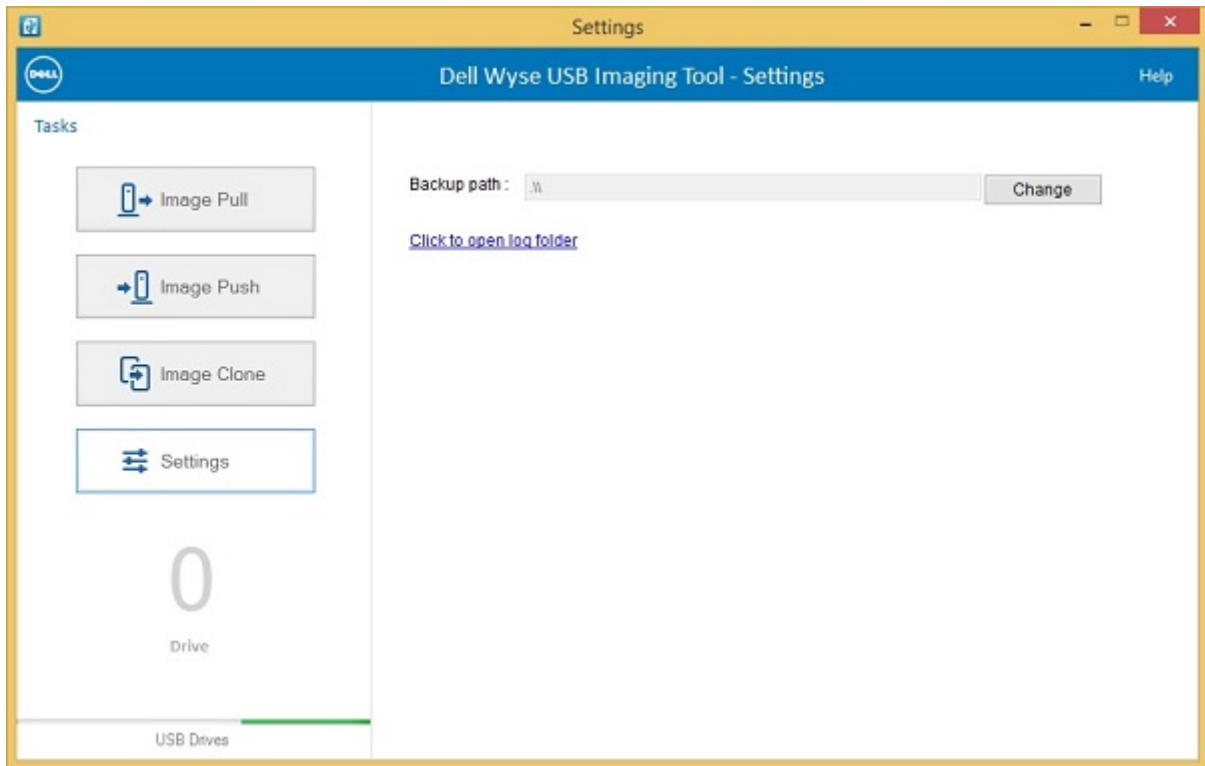 Settings
DELL
Dell Wyse USB Imaging Tool - Settings
Help
Tasks
Image Pull
Image Push
Image Clone
Settings
0
Drive
USB Drives
Backup path :
.\\
Change
Click to open log folder